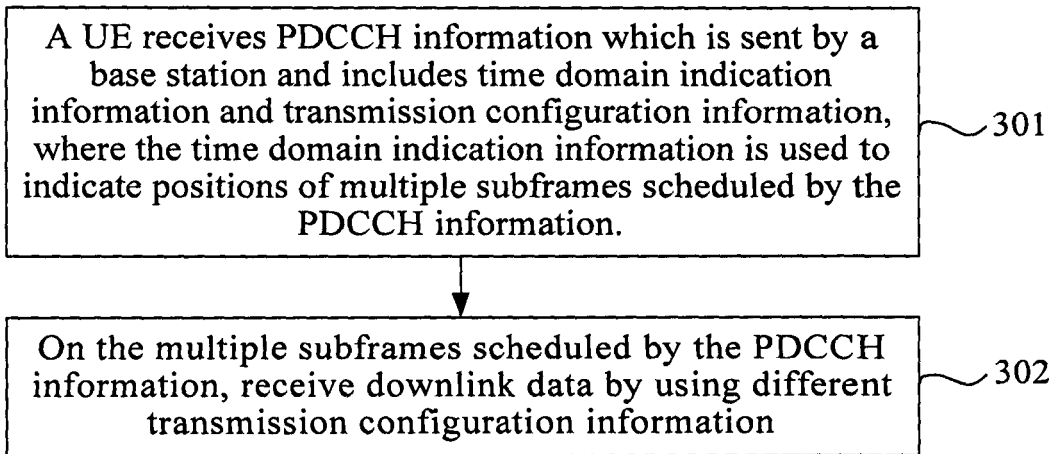 A UE receives PDCCH information which is sent by a
base station and includes time domain indication
information and transmission configuration information,
where the time domain indication information is used to
indicate positions of multiple subframes scheduled by the
PDCCH information.
301
On the multiple subframes scheduled by the PDCCH
information, receive downlink data by using different
transmission configuration information
302